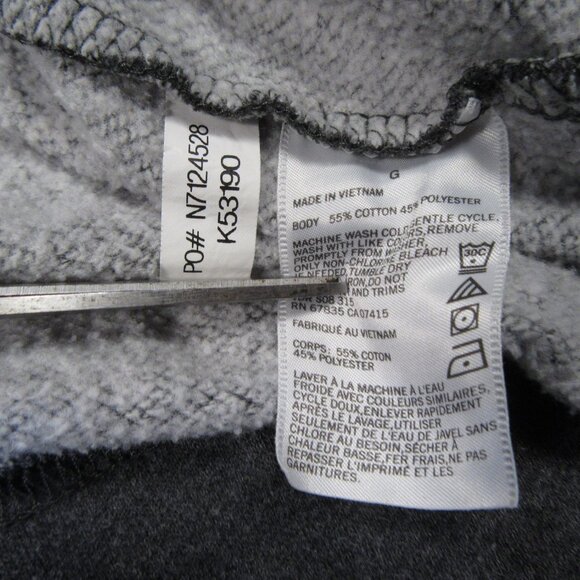 PO# N7124528
K53190
G
MADE IN VIETNAM
BODY 55% COTTON 45% POLYESTER
MACHINE WASH GENTLE CYCLE,
WASH WITH LIKE COLORS, REMOVE
PROMPTLY FROM WASHER,
ONLY NON-CHLORINE BLEACH
IF NEEDED, TUMBLE DRY
IRON, DO NOT
AND TRIMS
S08 315
RN 67835 CA07415
FABRIQUÉ AU VIETNAM
CORPS: 55% COTON
45% POLYESTER
LAVER À LA MACHINE À L'EAU
FROIDE AVEC COULEURS SIMILAIRES,
CYCLE DOUX, ENLEVER RAPIDEMENT
APRÈS LE LAVAGE, UTILISER
SEULEMENT DE L'EAU DE JAVEL SANS
CHLORE AU BESOIN, SÉCHER À
CHALEUR BASSE, FER FRAIS, NE PAS
REPASSER L'IMPRIMÉ ET LES
GARNITURES.
30C